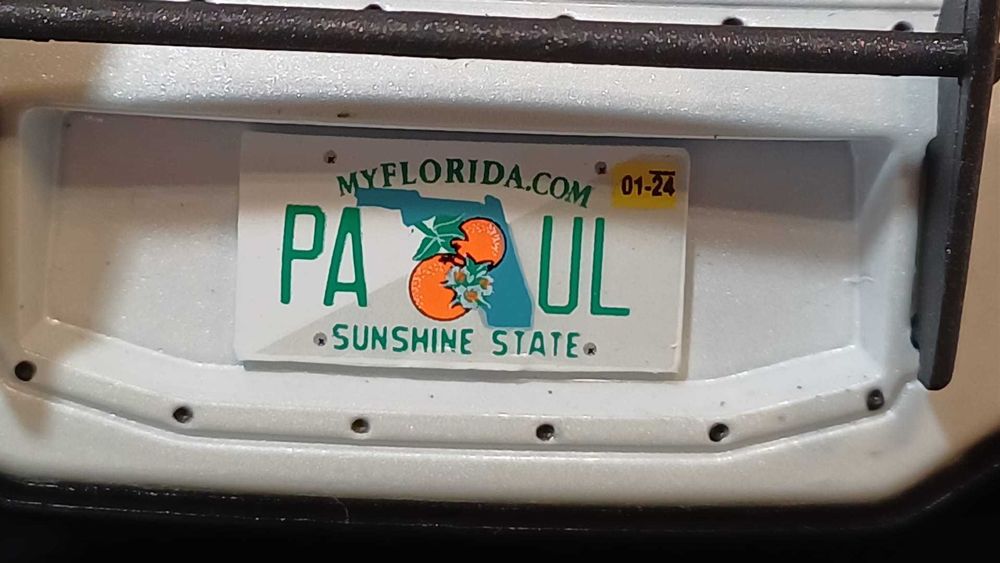 MYFLORIDA.COM
01-24
PA UL
SUNSHINE STATE